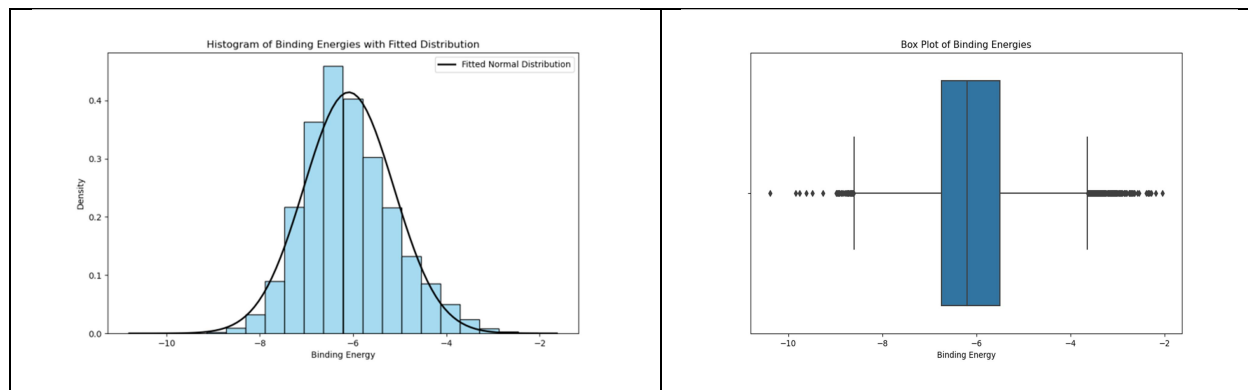 Histogram of Binding Energies with Fitted Distribution
Fitted Normal Distribution
0.4
0.3
0.2
0.1
0.0
Density
−10
−8
−6
−4
−2
Binding Energy
Box Plot of Binding Energies
−10
−8
−6
−4
−2
Binding Energy